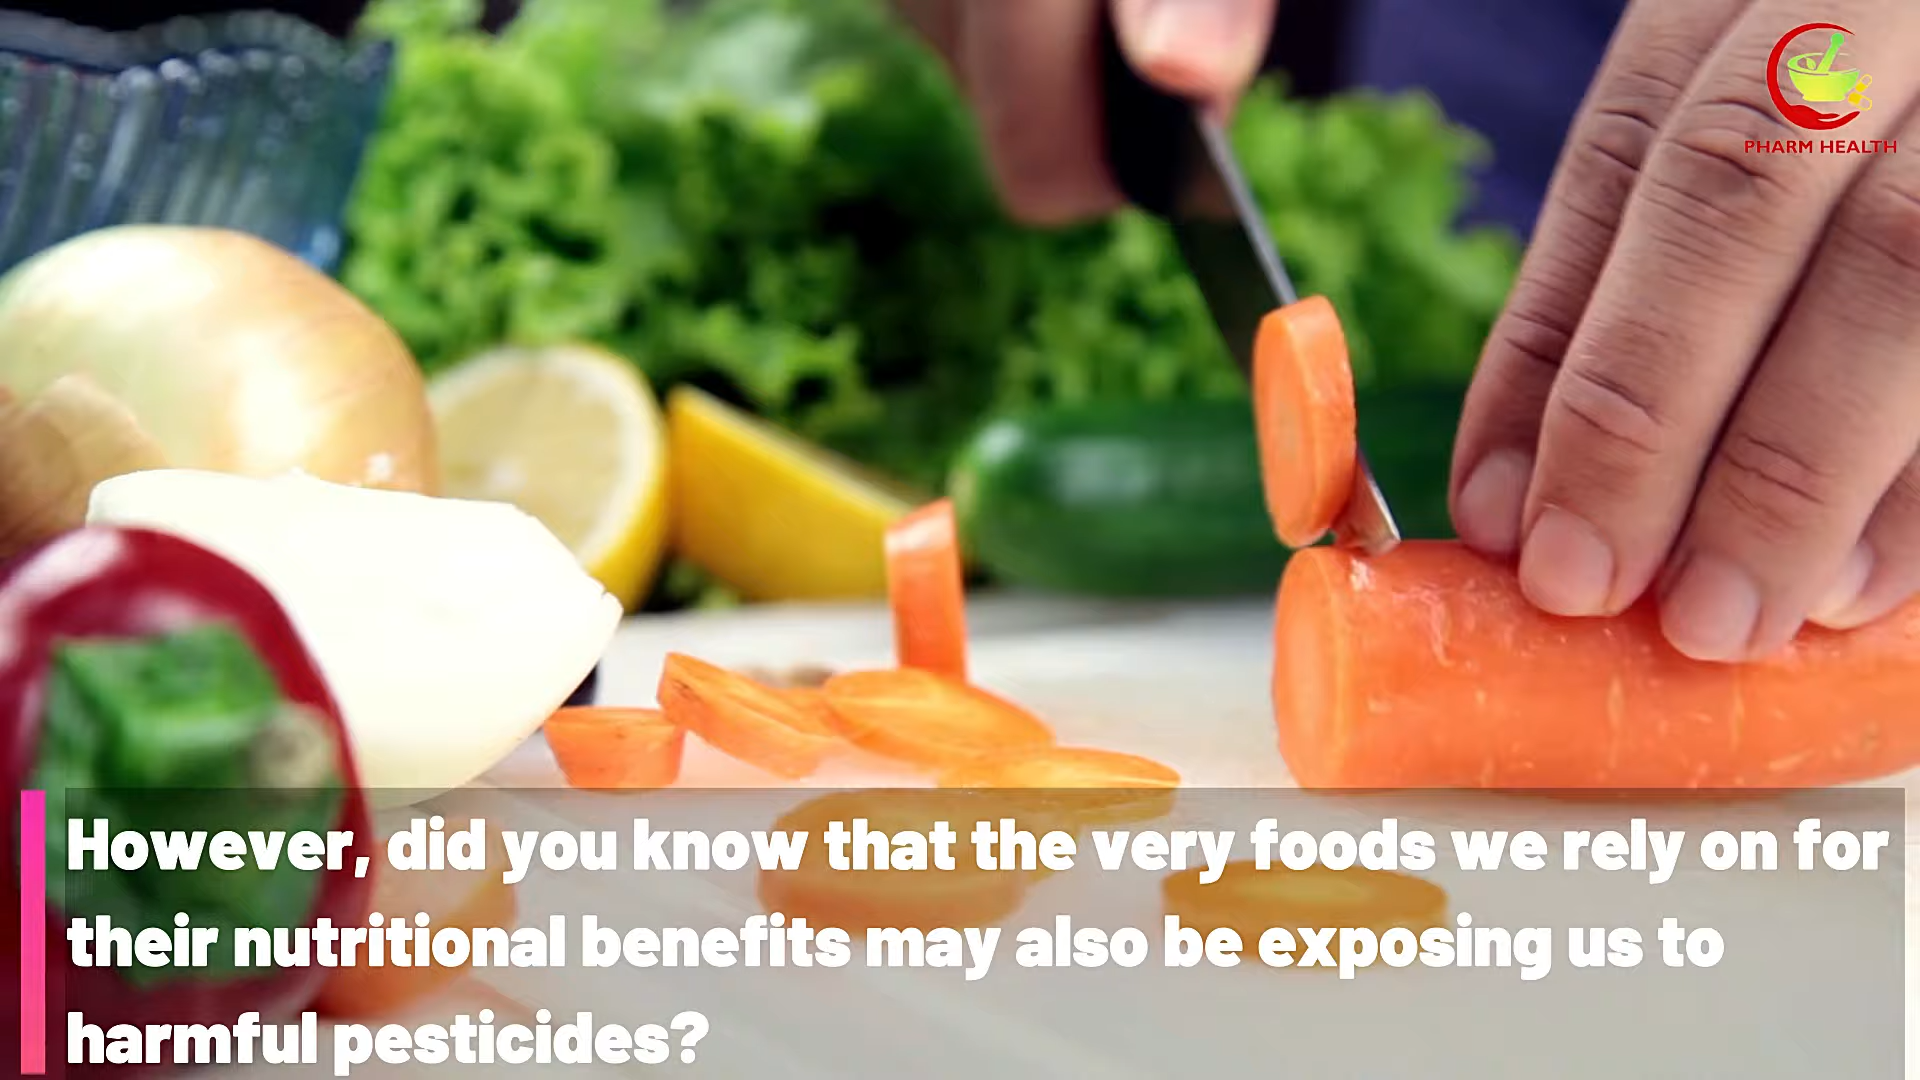 PHARM HEALTH
However, did you know that the very foods we rely on for
their nutritional benefits may also be exposing us to
harmful pesticides?